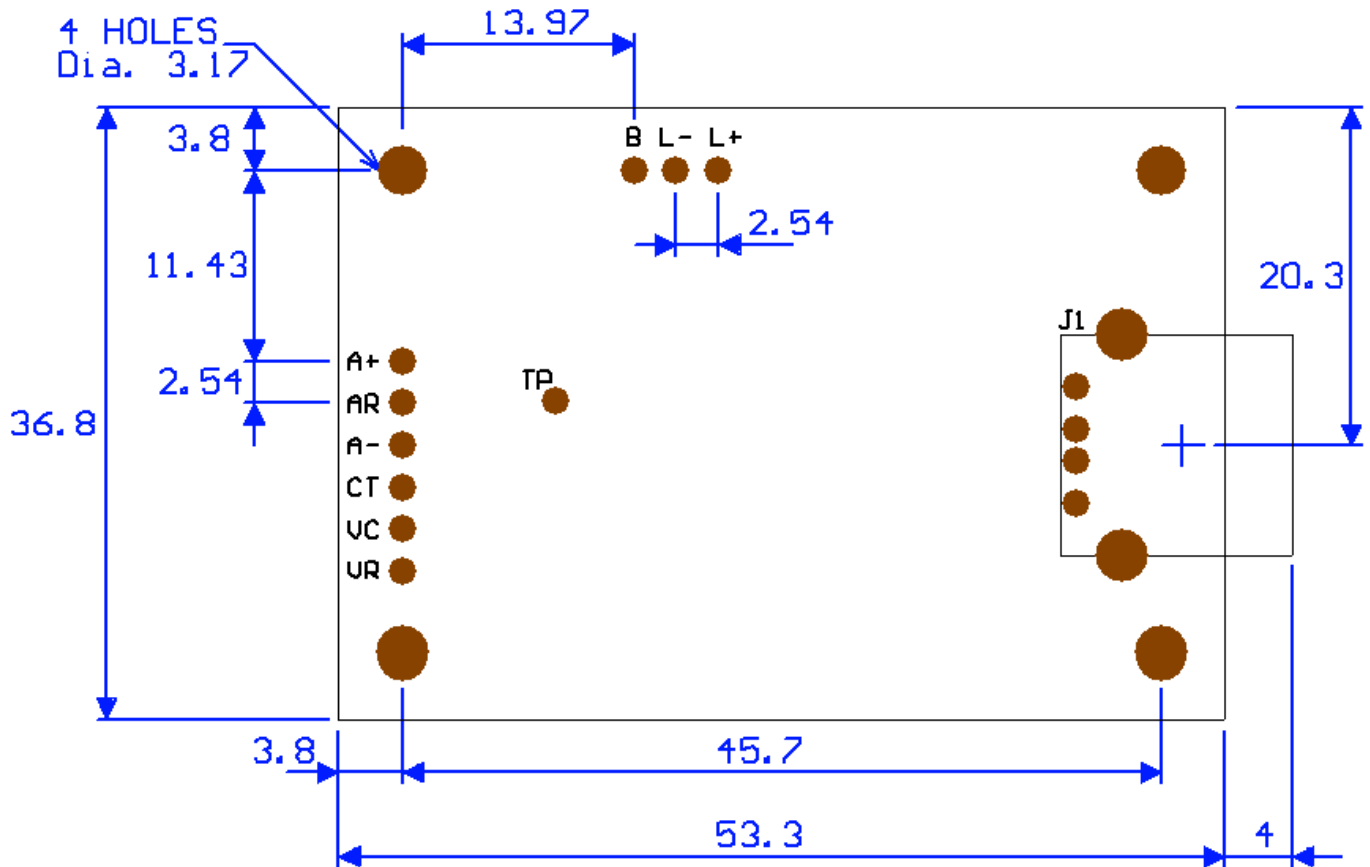 4 HOLES
Dia. 3.17
13.97
3.8
B L- L+
2.54
11.43
20.3
J1
A+
2.54
TP
AR
36.8
A-
CT
VC
VR
3.8
45.7
53.3
4